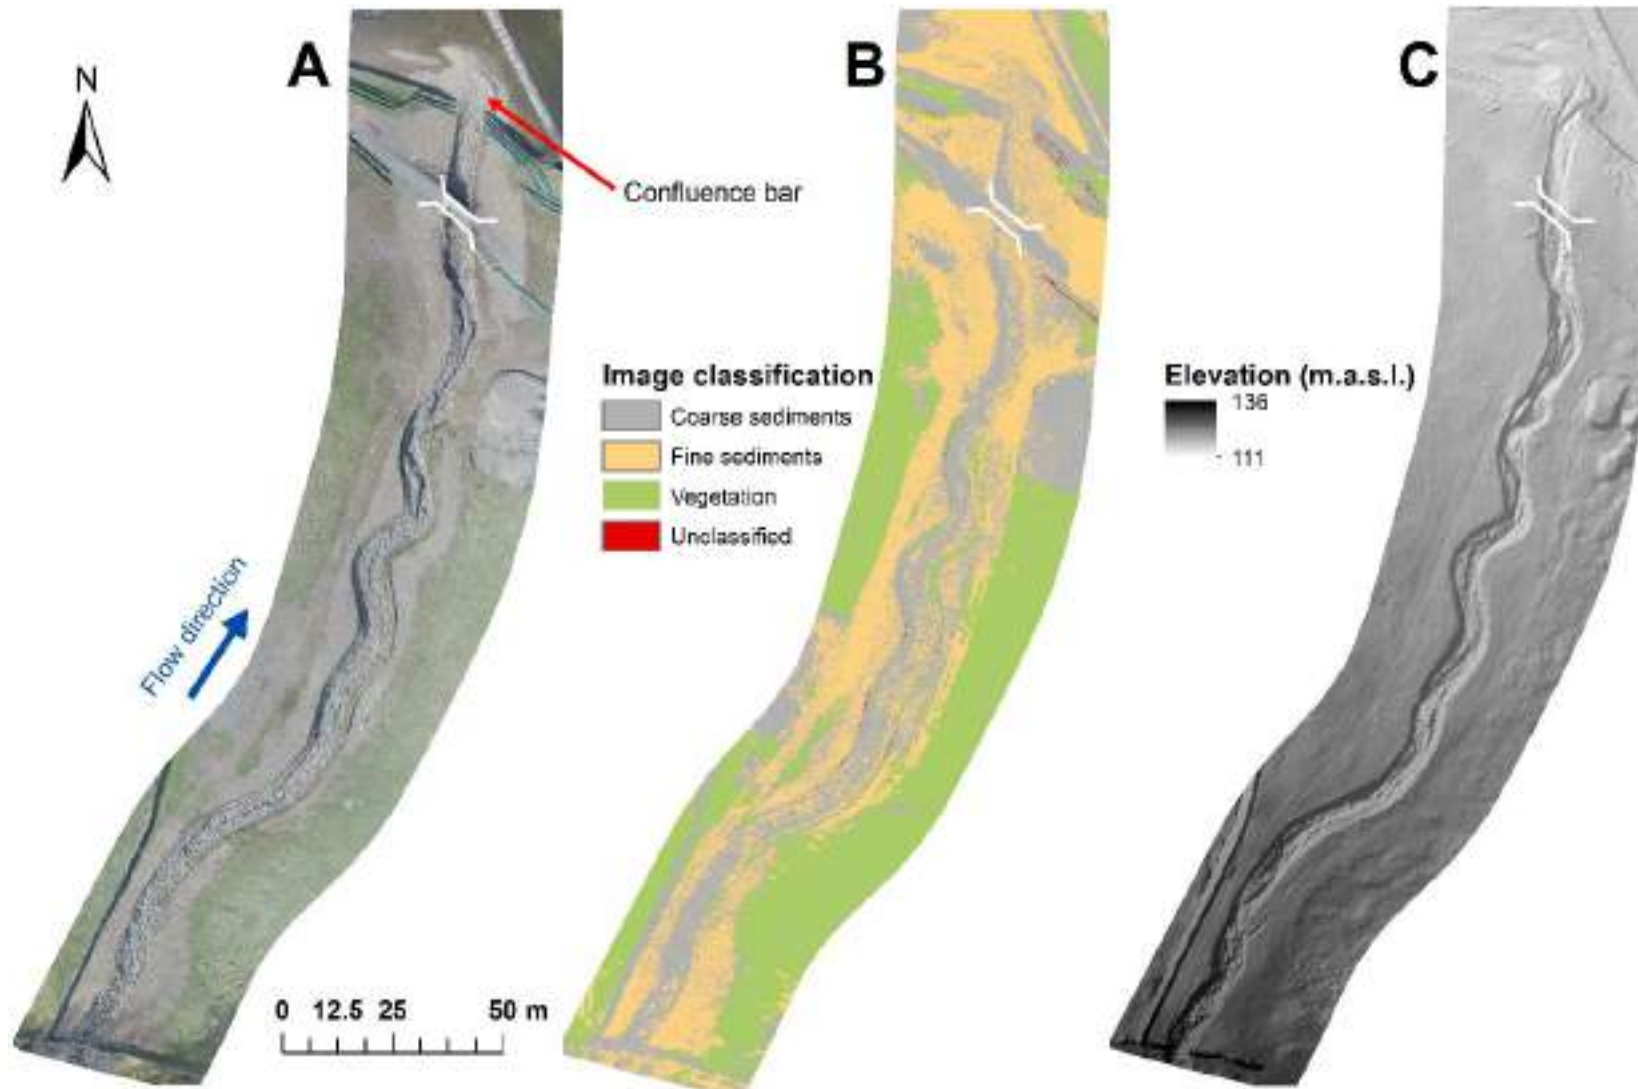 A
B
C
N
Confluence bar
Image classification
Coarse sediments
Fine sediments
Vegetation
Unclassified
Elevation (m.a.s.l.)
136
111
Flow direction
0 12.5 25 50 m